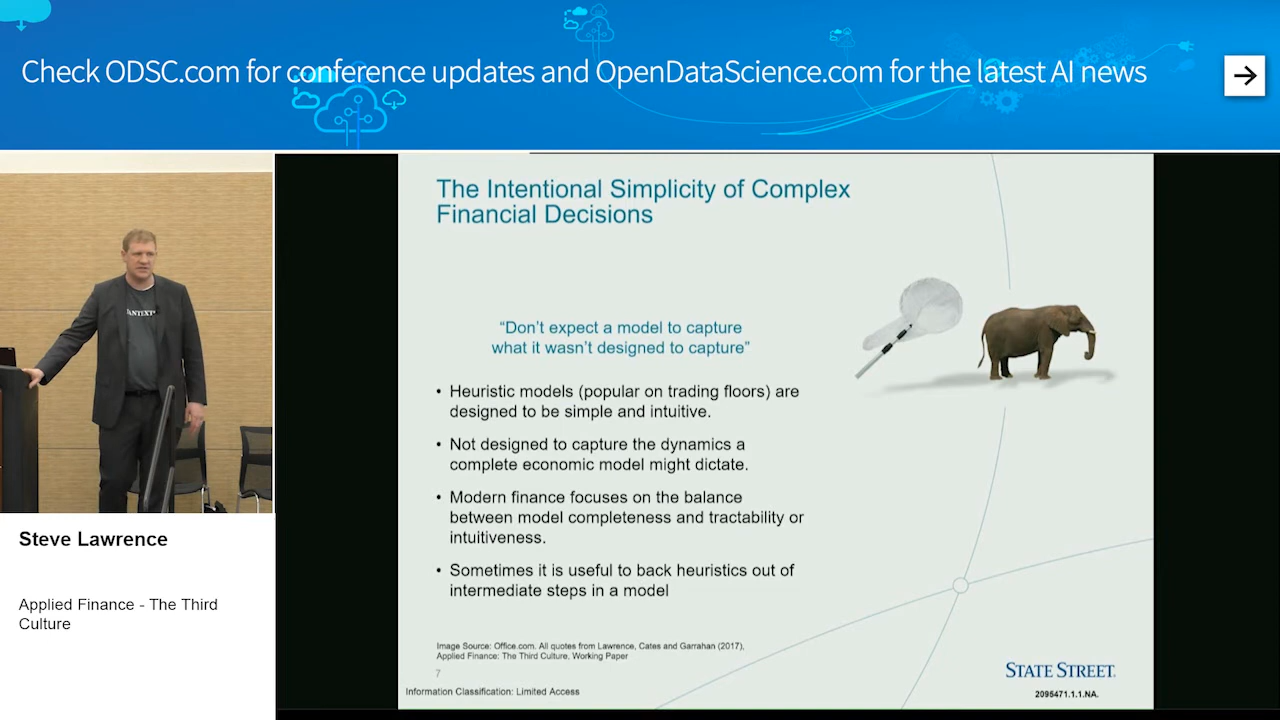 Check ODSC.com for conference updates and OpenDataScience.com for the latest AI news
The Intentional Simplicity of Complex
Financial Decisions
“Don’t expect a model to capture
what it wasn’t designed to capture”
• Heuristic models (popular on trading floors) are
designed to be simple and intuitive.
• Not designed to capture the dynamics a
complete economic model might dictate.
• Modern finance focuses on the balance
between model completeness and tractability or
intuitiveness.
• Sometimes it is useful to back heuristics out of
intermediate steps in a model
Image Source: Office.com. All quotes from Lawrence, Cates and Garrahan (2017),
Applied Finance: The Third Culture, Working Paper
7
Information Classification: Limited Access
STATE STREET.
2095471.1.1.NA.
Steve Lawrence
Applied Finance - The Third
Culture